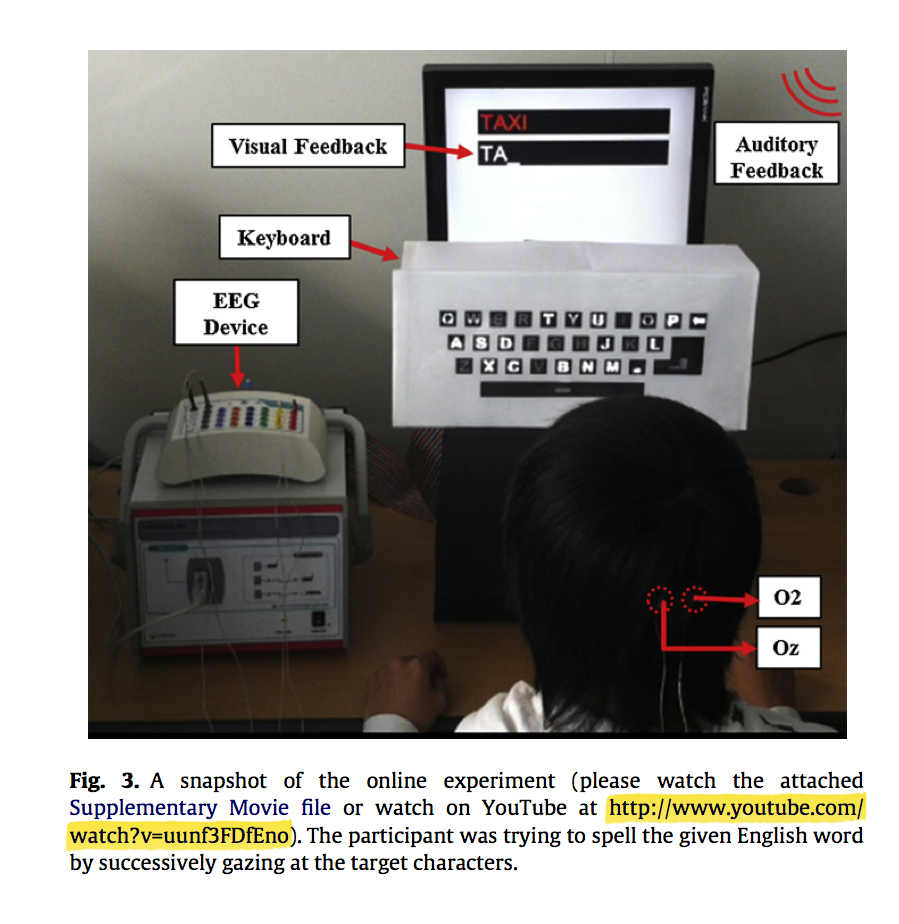 TAXI
Visual Feedback
TA_
Auditory
Feedback
Keyboard
Q W E R T Y U I O P
EEG
Device
A S D F G H J K L
Z X C V B N M .
O2
Oz
Fig. 3. A snapshot of the online experiment (please watch the attached
Supplementary Movie file or watch on YouTube at http://www.youtube.com/
watch?v=uunf3FDfEno). The participant was trying to spell the given English word
by successively gazing at the target characters.